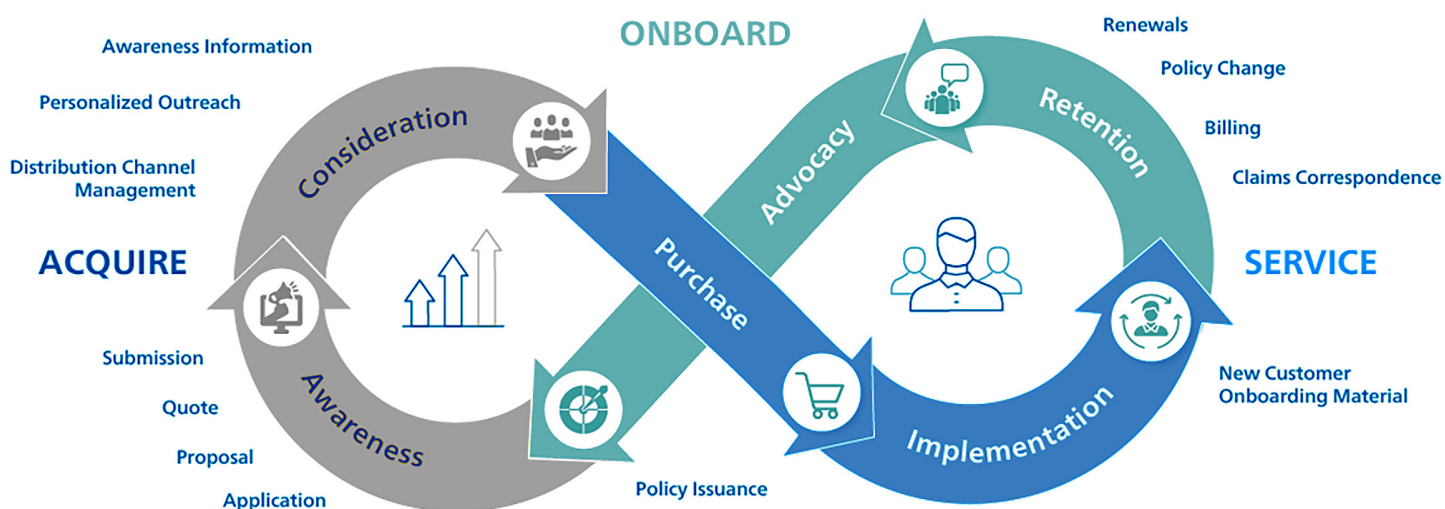 ONBOARD
Awareness Information
Personalized Outreach
Distribution Channel
Management
ACQUIRE
Submission
Quote
Proposal
Application
Consideration
Awareness
Purchase
Advocacy
Retention
Implementation
Policy Issuance
Renewals
Policy Change
Billing
Claims Correspondence
SERVICE
New Customer
Onboarding Material